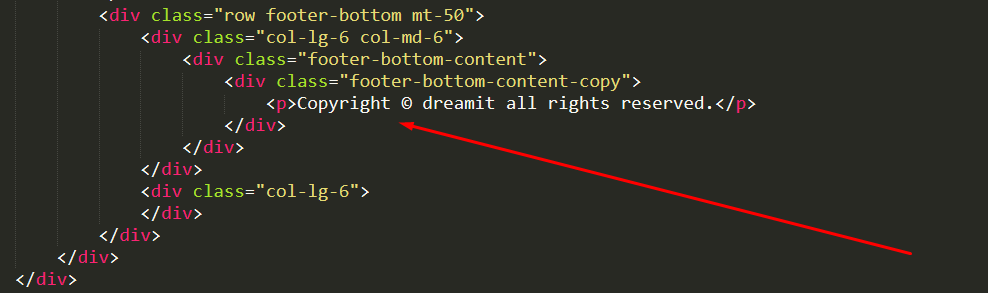 <div class="row footer-bottom mt-50">
<div class="col-lg-6 col-md-6">
<div class="footer-bottom-content">
<div class="footer-bottom-content-copy">
<p>Copyright © dreamit all rights reserved.</p>
</div>
</div>
</div>
<div class="col-lg-6">
</div>
</div>
</div>
</div>